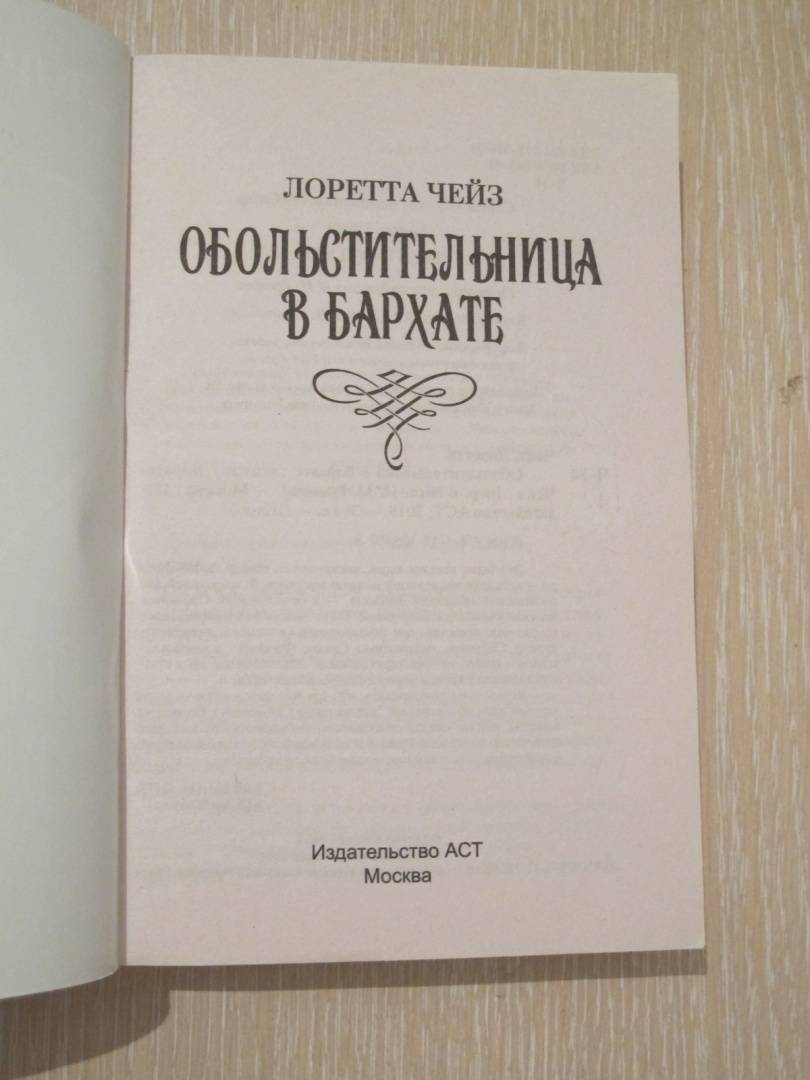 ЛОРЕТТА ЧЕЙЗ
ОБОЛЬСТИТЕЛЬНИЦА
В БАРХАТЕ
Издательство АСТ
Москва